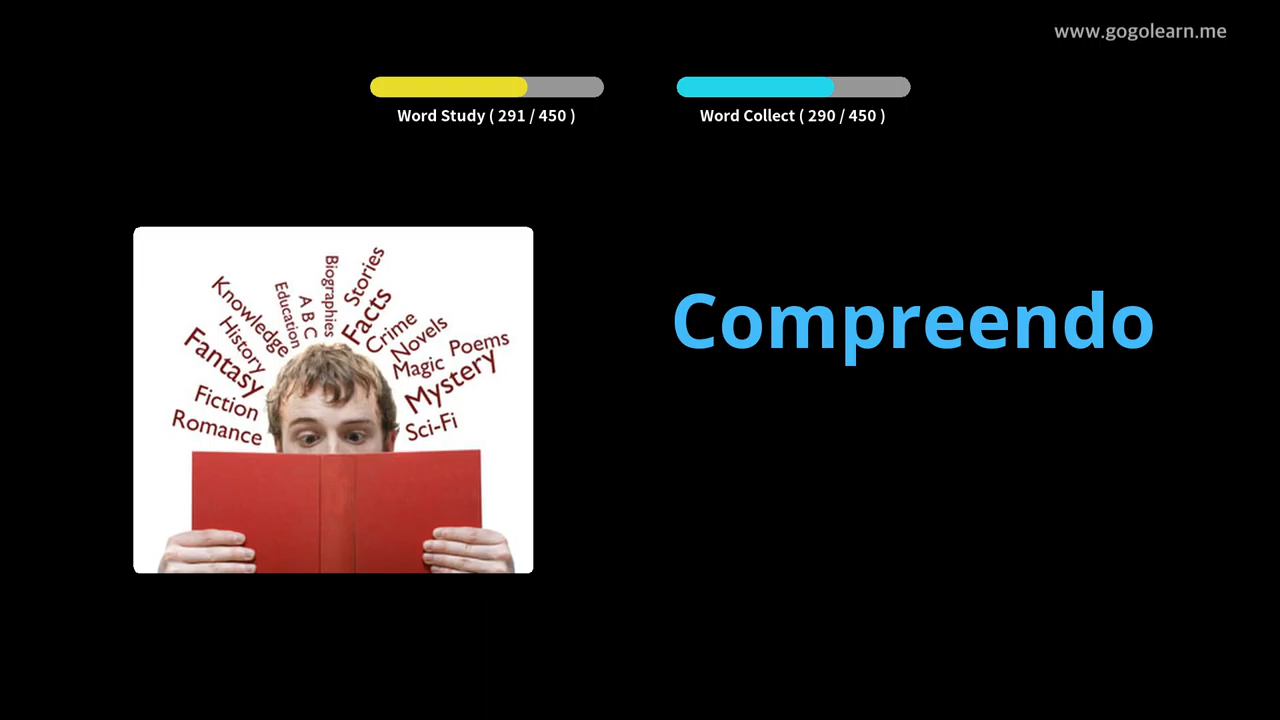 www.gogolearn.me
Word Study ( 291 / 450 )
Word Collect ( 290 / 450 )
Compreendo
Knowledge
Education
A B C
Biographies
Stories
Facts
Crime
Novels
Poems
Magic
Mystery
Sci-Fi
History
Fantasy
Fiction
Romance